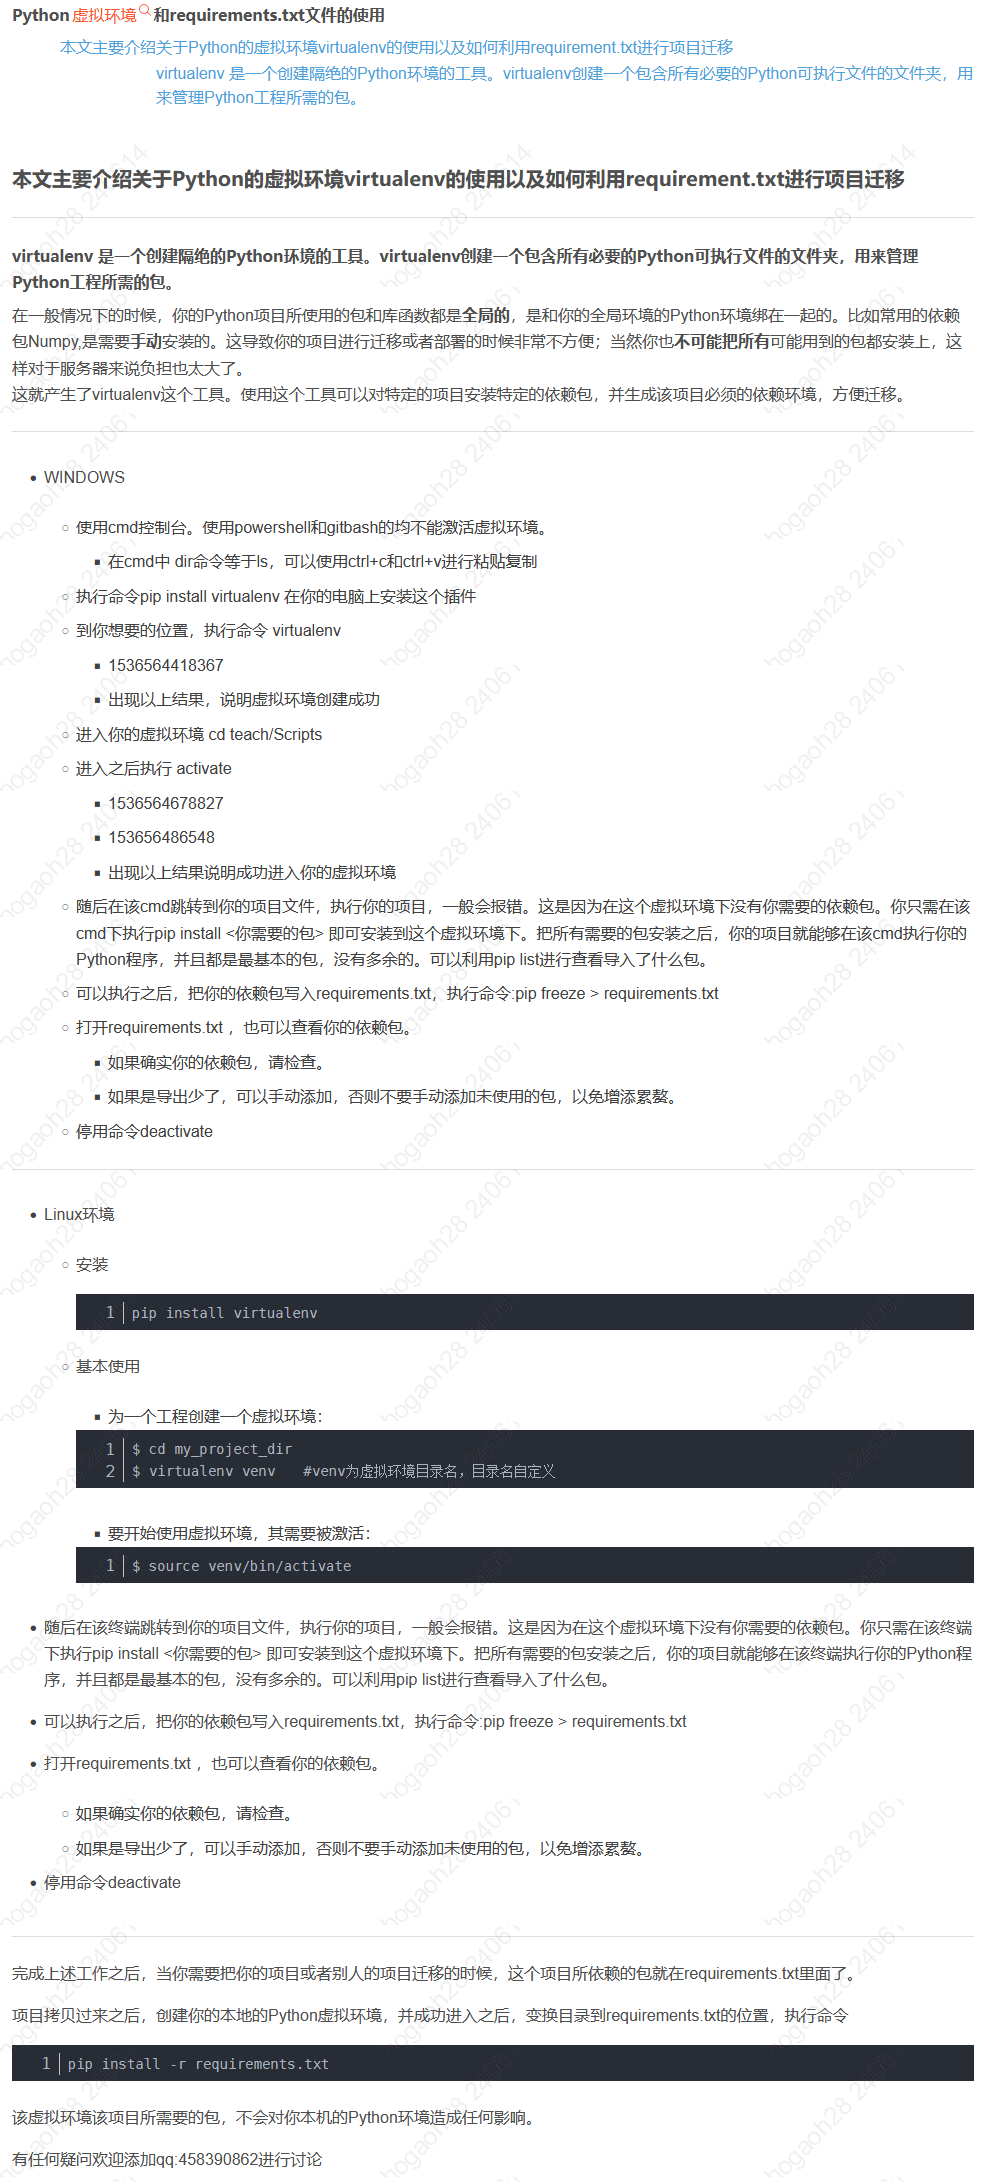 Python虚拟环境和requirements.txt文件的使用
本文主要介绍关于Python的虚拟环境virtualenv的使用以及如何利用requirement.txt进行项目迁移
virtualenv 是一个创建隔绝的Python环境的工具。virtualenv创建一个包含所有必要的Python可执行文件的文件夹，用
来管理Python工程所需的包。
本文主要介绍关于Python的虚拟环境virtualenv的使用以及如何利用requirement.txt进行项目迁移
virtualenv 是一个创建隔绝的Python环境的工具。virtualenv创建一个包含所有必要的Python可执行文件的文件夹，用来管理
Python工程所需的包。
在一般情况下的时候，你的Python项目所使用的包和库函数都是全局的，是和你的全局环境的Python环境绑在一起的。比如常用的依赖
包Numpy,是需要手动安装的。这导致你的项目进行迁移或者部署的时候非常不方便；当然你也不可能把所有可能用到的包都安装上，这
样对于服务器来说负担也太大了。
这就产生了virtualenv这个工具。使用这个工具可以对特定的项目安装特定的依赖包，并生成该项目必须的依赖环境，方便迁移。
WINDOWS
使用cmd控制台。使用powershell和gitbash的均不能激活虚拟环境。
在cmd中 dir命令等于ls，可以使用ctrl+c和ctrl+v进行粘贴复制
执行命令pip install virtualenv 在你的电脑上安装这个插件
到你想要的位置，执行命令 virtualenv
1536564418367
出现以上结果，说明虚拟环境创建成功
进入你的虚拟环境 cd teach/Scripts
进入之后执行 activate
1536564678827
153656486548
出现以上结果说明成功进入你的虚拟环境
随后在该cmd跳转到你的项目文件，执行你的项目，一般会报错。这是因为在这个虚拟环境下没有你需要的依赖包。你只需在该
cmd下执行pip install <你需要的包> 即可安装到这个虚拟环境下。把所有需要的包安装之后，你的项目就能够在该cmd执行你的
Python程序，并且都是最基本的包，没有多余的。可以利用pip list进行查看导入了什么包。
可以执行之后，把你的依赖包写入requirements.txt，执行命令:pip freeze > requirements.txt
打开requirements.txt ，也可以查看你的依赖包。
如果确实你的依赖包，请检查。
如果是导出少了，可以手动添加，否则不要手动添加未使用的包，以免增添累赘。
停用命令deactivate
Linux环境
安装
1 pip install virtualenv
基本使用
为一个工程创建一个虚拟环境：
1 $ cd my_project_dir
2 $ virtualenv venv #venv为虚拟环境目录名，目录名自定义
要开始使用虚拟环境，其需要被激活：
1 $ source venv/bin/activate
随后在该终端跳转到你的项目文件，执行你的项目，一般会报错。这是因为在这个虚拟环境下没有你需要的依赖包。你只需在该终端
下执行pip install <你需要的包> 即可安装到这个虚拟环境下。把所有需要的包安装之后，你的项目就能够在该终端执行你的Python程
序，并且都是最基本的包，没有多余的。可以利用pip list进行查看导入了什么包。
可以执行之后，把你的依赖包写入requirements.txt，执行命令:pip freeze > requirements.txt
打开requirements.txt ，也可以查看你的依赖包。
如果确实你的依赖包，请检查。
如果是导出少了，可以手动添加，否则不要手动添加未使用的包，以免增添累赘。
停用命令deactivate
完成上述工作之后，当你需要把你的项目或者别人的项目迁移的时候，这个项目所依赖的包就在requirements.txt里面了。
项目拷贝过来之后，创建你的本地的Python虚拟环境，并成功进入之后，变换目录到requirements.txt的位置，执行命令
1 pip install -r requirements.txt
该虚拟环境该项目所需要的包，不会对你本机的Python环境造成任何影响。
有任何疑问欢迎添加qq:458390862进行讨论